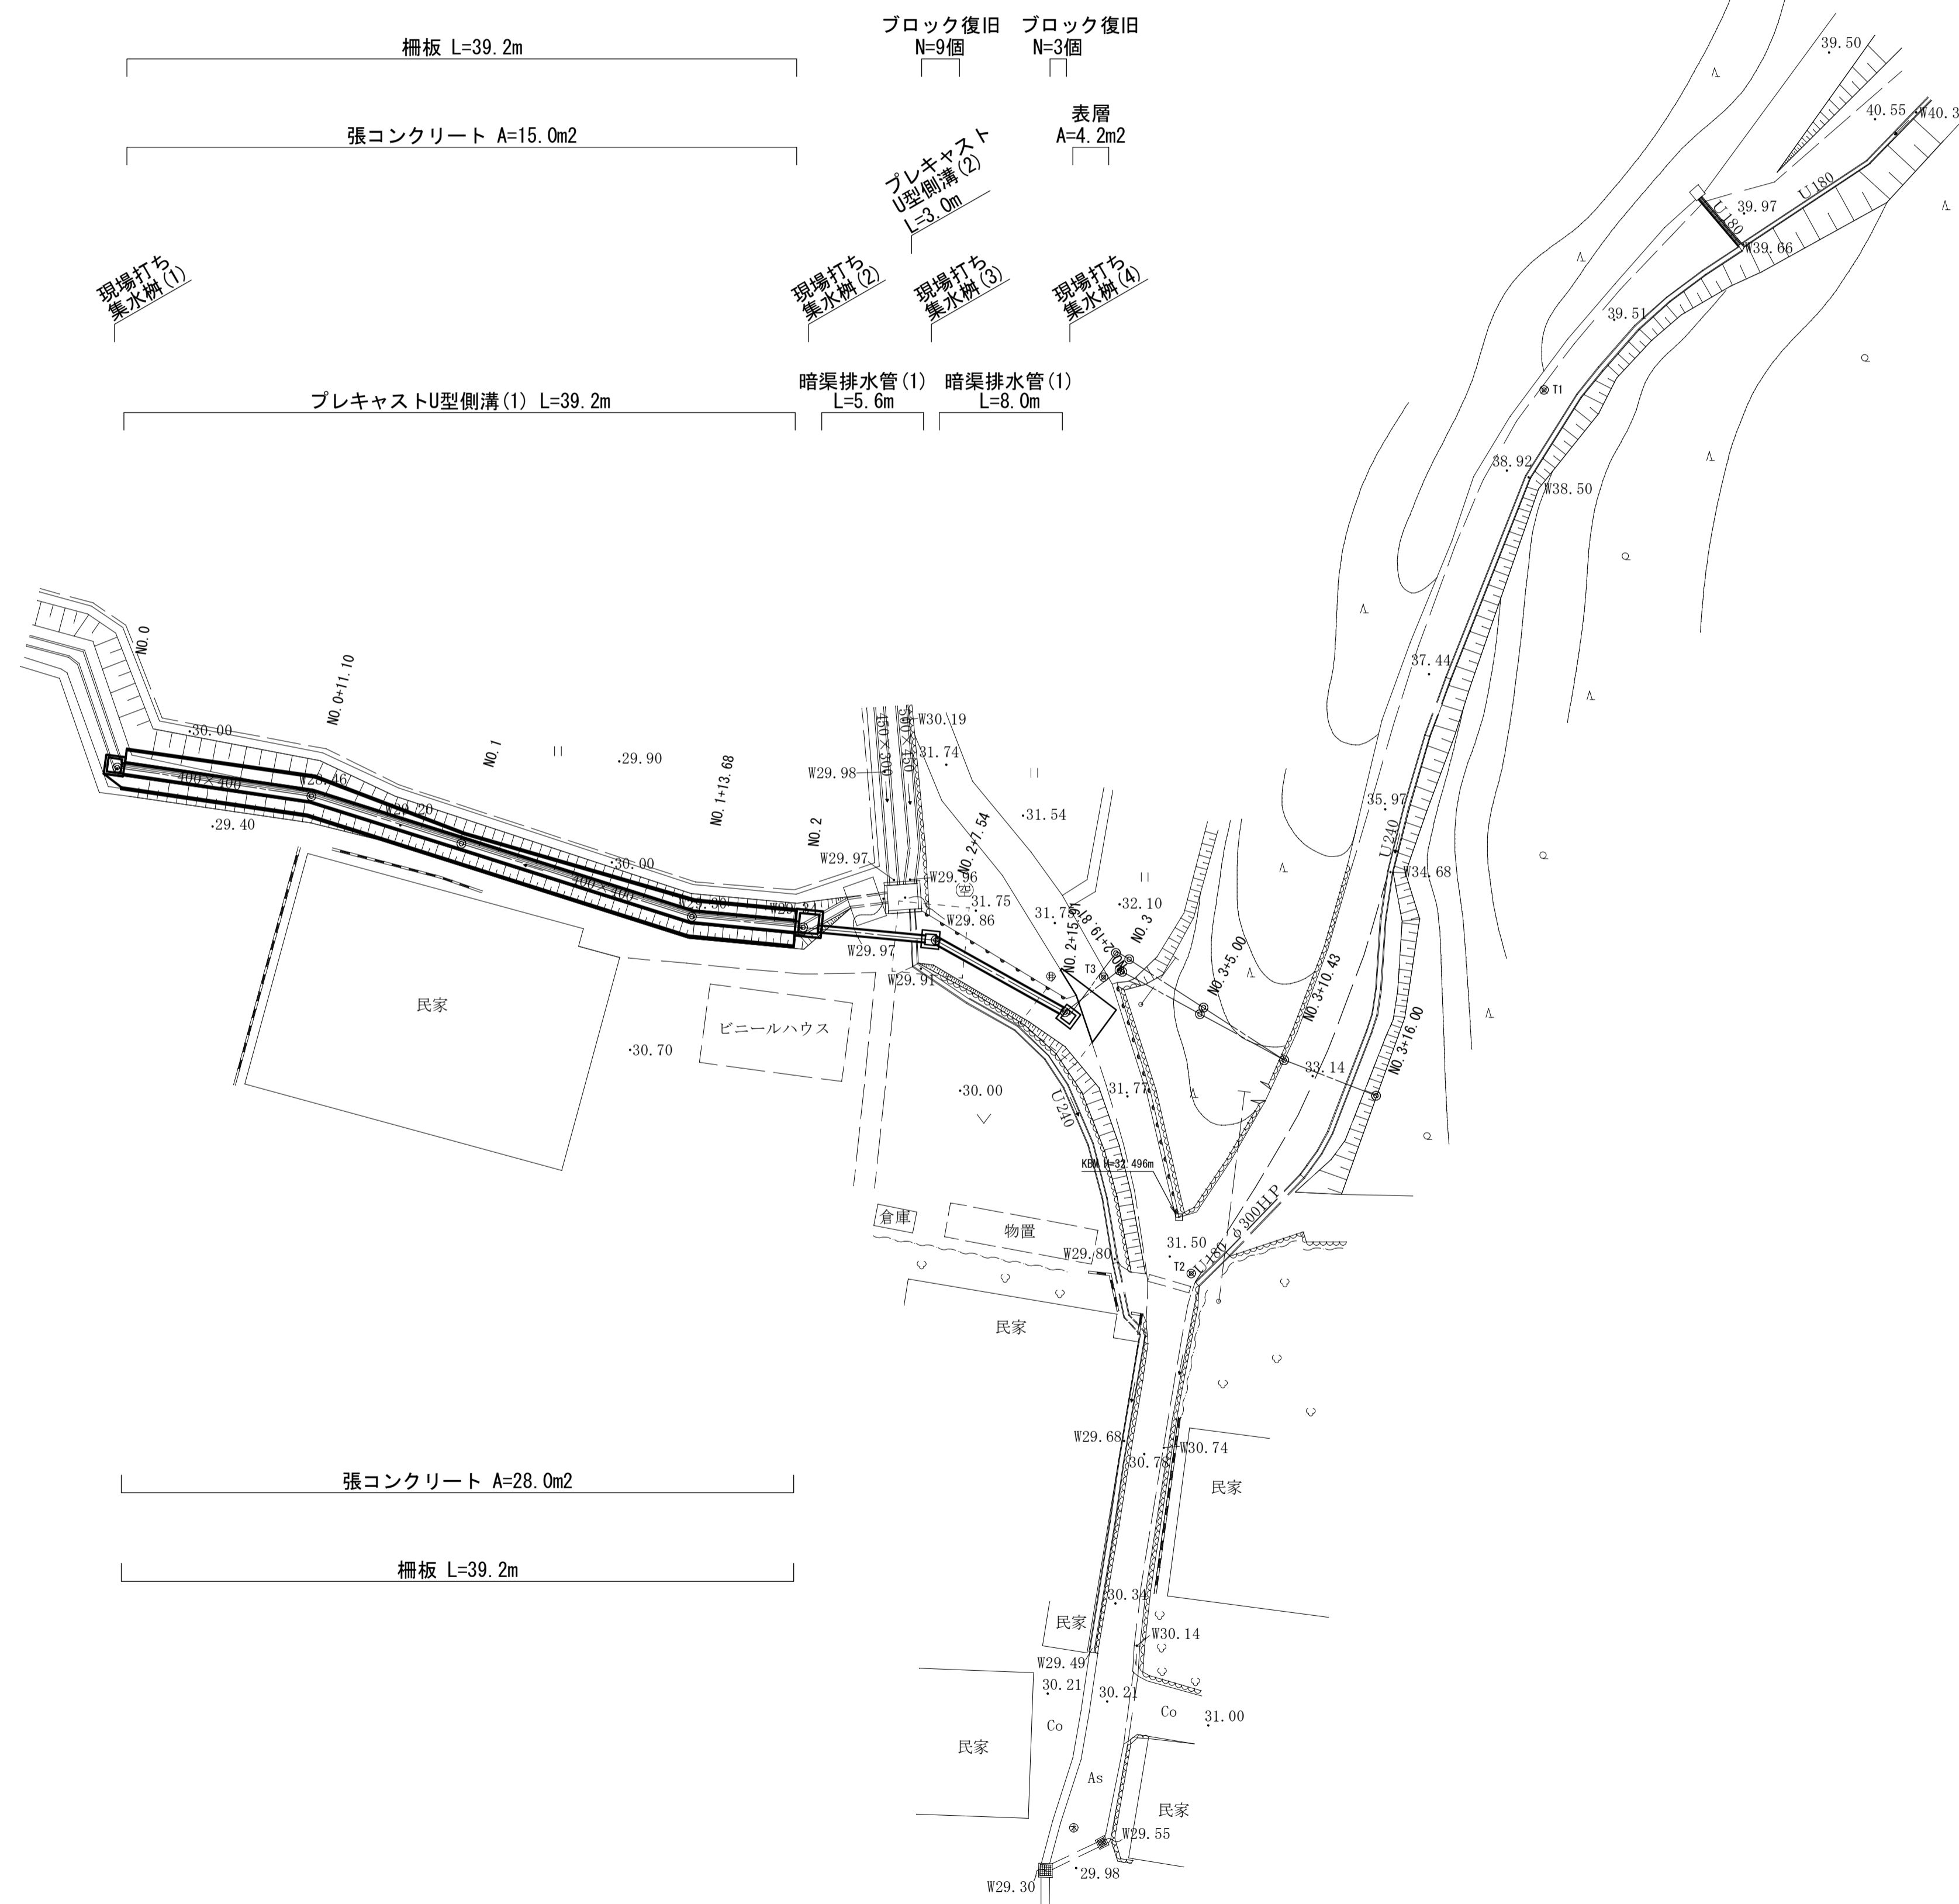 ブロック復旧
N=9個
ブロック復旧
N=3個
柵板 L=39.2m
張コンクリート A=15.0m2
表層
A=4.2m2
プレキャスト
U型側溝(2)
L=3.0m
現場打ち
集水桝(1)
現場打ち
集水桝(2)
現場打ち
集水桝(3)
現場打ち
集水桝(4)
プレキャストU型側溝(1) L=39.2m
暗渠排水管(1)
L=5.6m
暗渠排水管(1)
L=8.0m
39.50
40.55
W40.3
U180
U180
39.97
W39.66
39.51
T1
38.92
W38.50
37.44
35.97
U240
W34.68
NO.0
NO.0+11.10
NO.1
NO.1+13.68
NO.2
NO.2+7.54
NO.2+15.91
NO.3
NO.3+5.00
NO.3+10.43
NO.3+16.00
30.00
29.90
400×400
29.40
30.00
400×400
450×300
500×450
W30.19
31.74
W29.98
31.54
W29.97
W29.96
31.75
W29.86
W29.97
W29.91
32.10
T3
33.14
民家
ビニールハウス
30.70
30.00
U240
31.77
KBM H=32.496m
倉庫
物置
W29.80
31.50
T2
U180
φ300HP
民家
W29.68
W30.74
30.78
民家
張コンクリート A=28.0m2
柵板 L=39.2m
30.34
民家
W30.14
W29.49
30.21
30.21
Co
Co
31.00
民家
As
民家
W29.55
29.98
W29.30